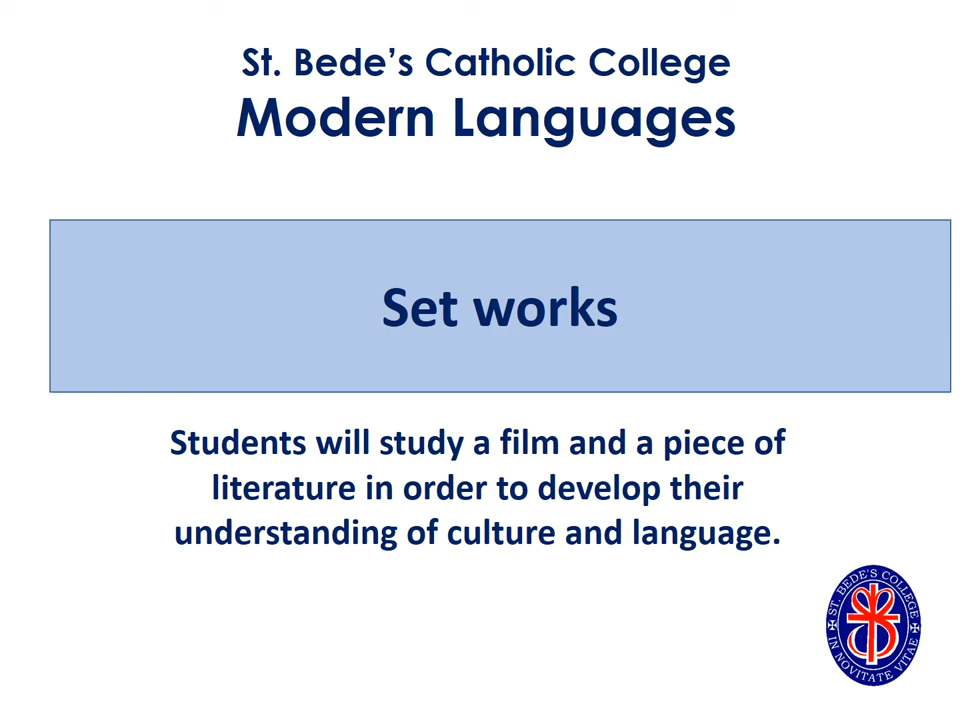 St. Bede’s Catholic College
Modern Languages
Set works
Students will study a film and a piece of
literature in order to develop their
understanding of culture and language.
ST. BEDE'S COLLEGE
IN NOVITATE VITAE